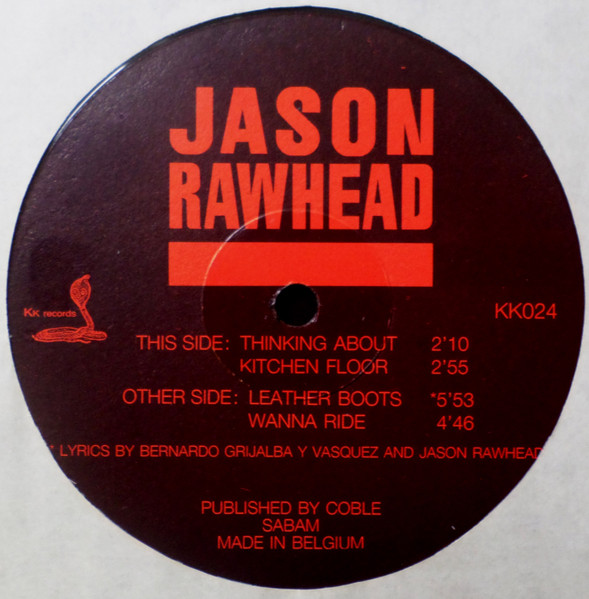 JASON
RAWHEAD
KK records
KK024
THIS SIDE: THINKING ABOUT 2'10
KITCHEN FLOOR 2'55
OTHER SIDE: LEATHER BOOTS *5'53
WANNA RIDE 4'46
* LYRICS BY BERNARDO GRIJALBA Y VASQUEZ AND JASON RAWHEAD
PUBLISHED BY COBLE
SABAM
MADE IN BELGIUM